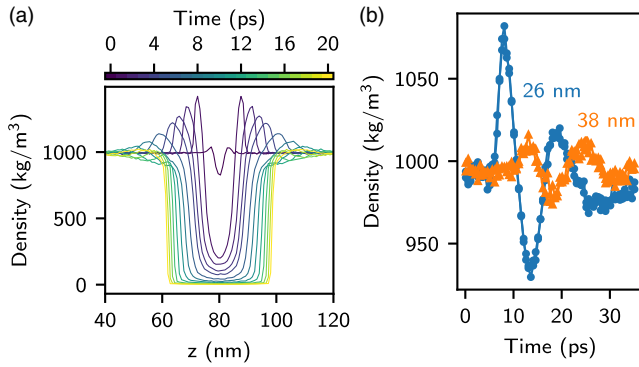 (a)
Time (ps)
0 4 8 12 16 20
Density (kg/m³)
1000
500
0
40 60 80 100 120
z (nm)
(b)
Density (kg/m³)
1050
1000
950
26 nm
38 nm
0 10 20 30
Time (ps)